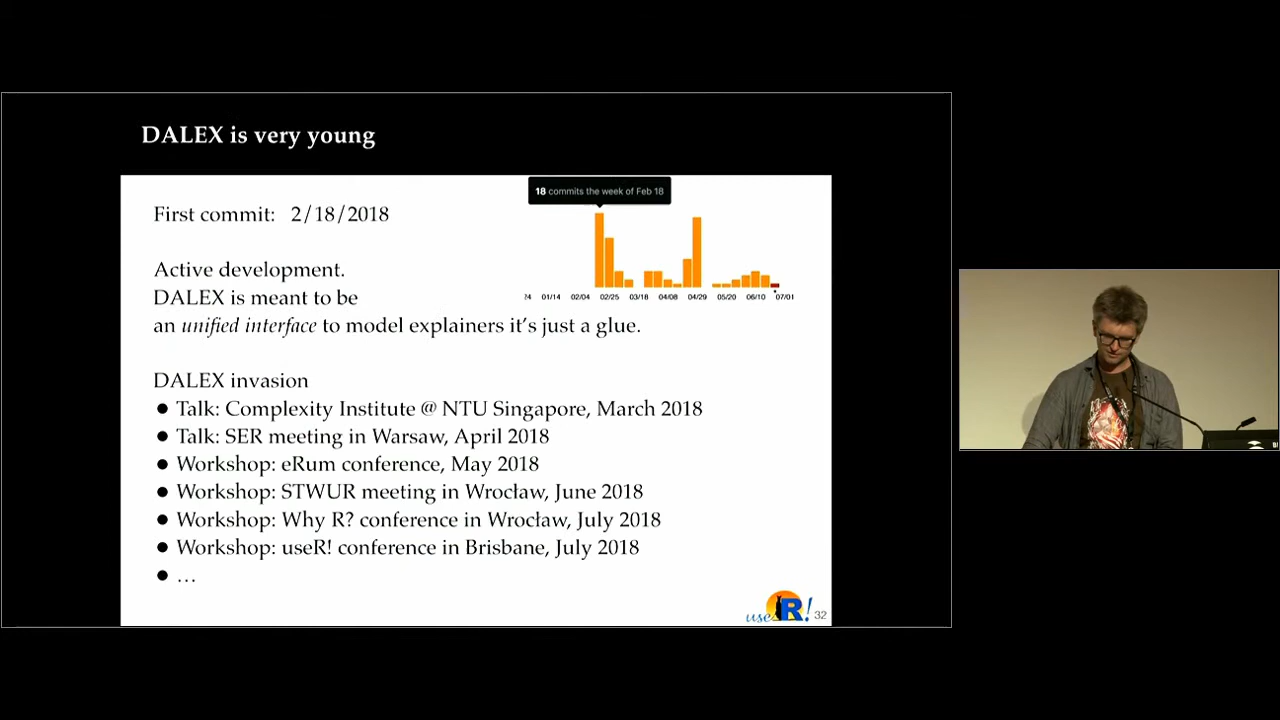 DALEX is very young
18 commits the week of Feb 18
First commit: 2/18/2018
Active development.
DALEX is meant to be
an unified interface to model explainers it's just a glue.
01/14 02/04 02/25 03/18 04/08 04/29 05/20 06/10 07/01
DALEX invasion
● Talk: Complexity Institute @ NTU Singapore, March 2018
● Talk: SER meeting in Warsaw, April 2018
● Workshop: eRum conference, May 2018
● Workshop: STWUR meeting in Wrocław, June 2018
● Workshop: Why R? conference in Wrocław, July 2018
● Workshop: useR! conference in Brisbane, July 2018
● …
useR!
32